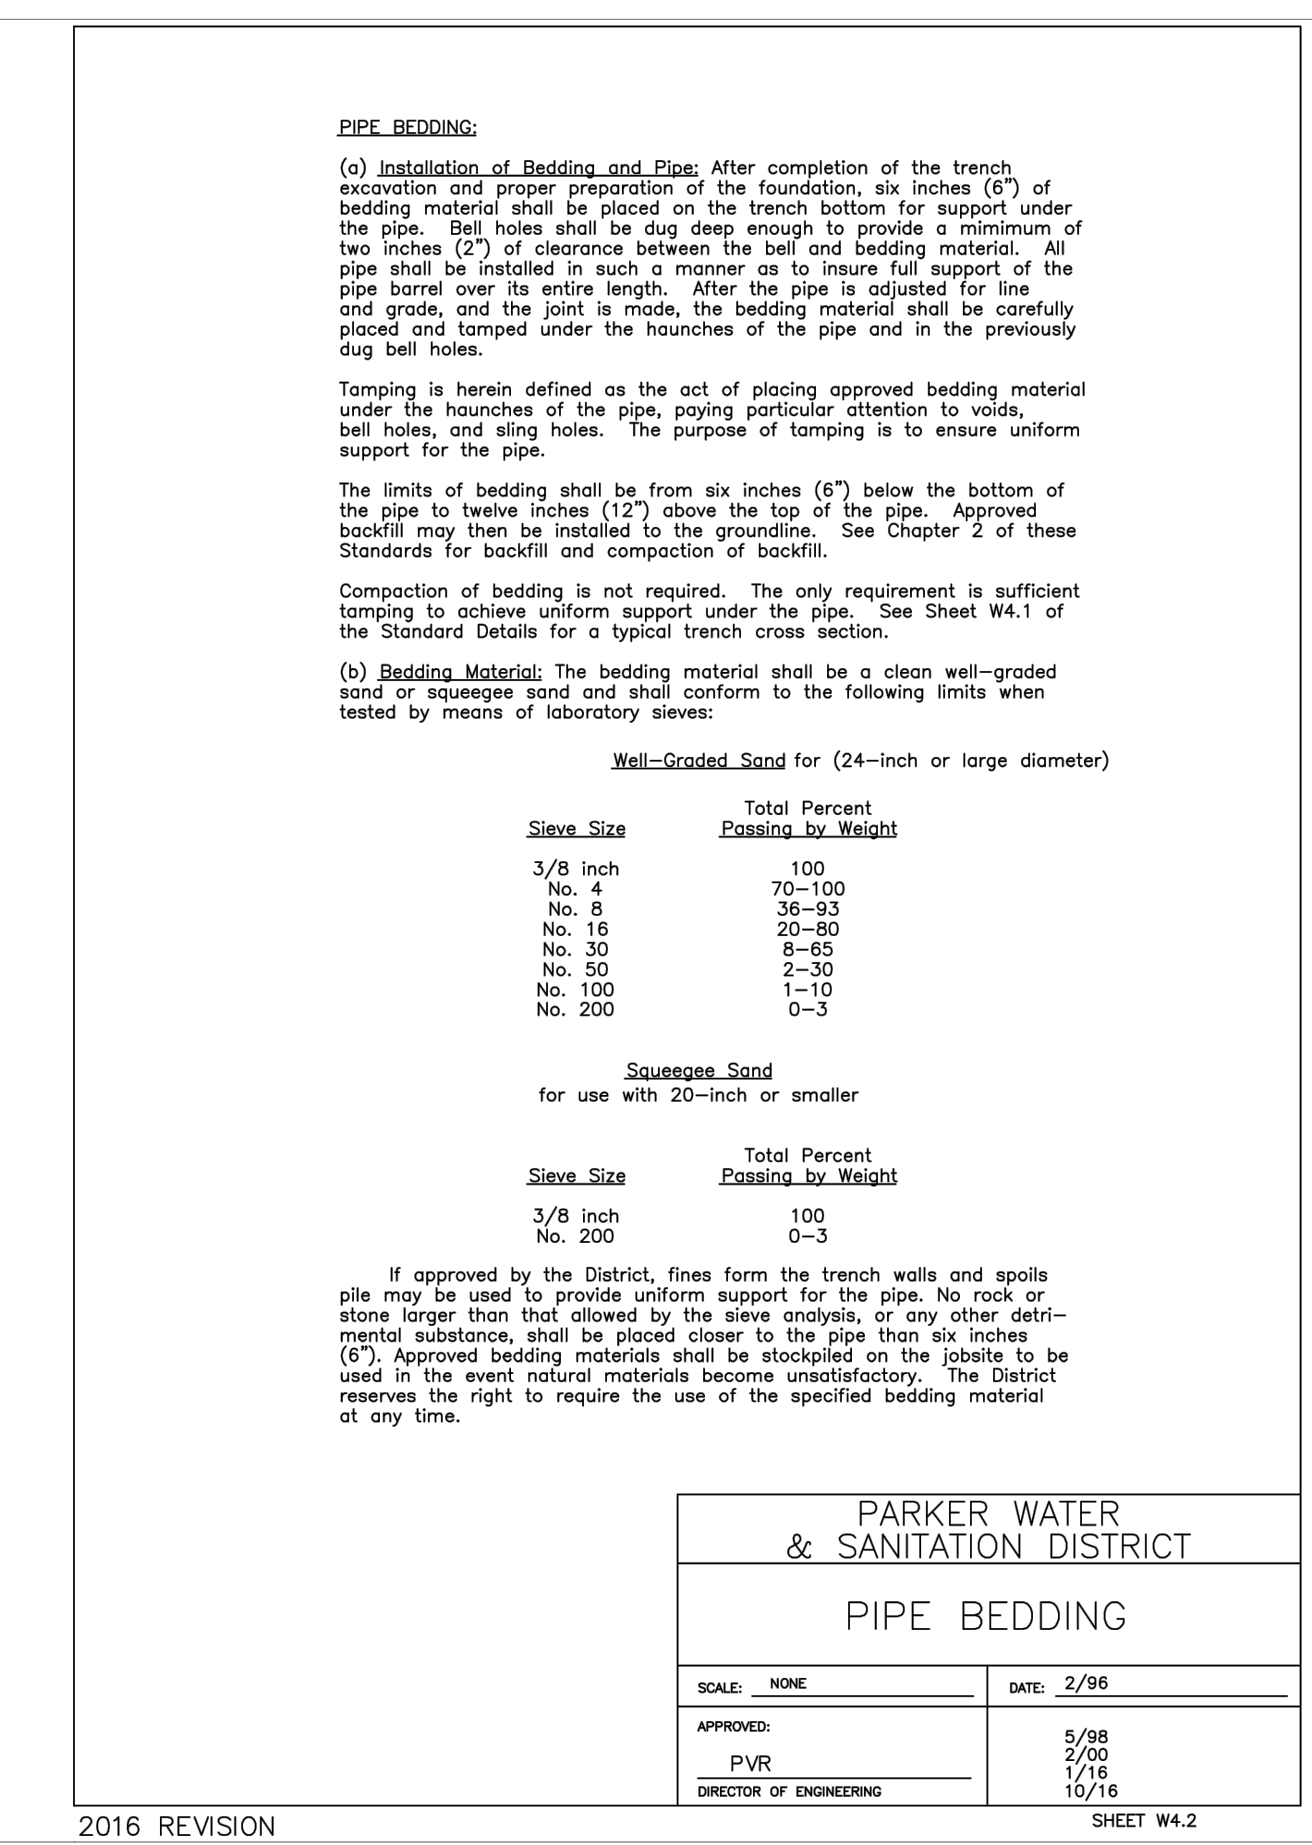 PIPE BEDDING:
(a) Installation of Bedding and Pipe: After completion of the trench
excavation and proper preparation of the foundation, six inches (6") of
bedding material shall be placed on the trench bottom for support under
the pipe. Bell holes shall be dug deep enough to provide a mimimum of
two inches (2") of clearance between the bell and bedding material. All
pipe shall be installed in such a manner as to insure full support of the
pipe barrel over its entire length. After the pipe is adjusted for line
and grade, and the joint is made, the bedding material shall be carefully
placed and tamped under the haunches of the pipe and in the previously
dug bell holes.
Tamping is herein defined as the act of placing approved bedding material
under the haunches of the pipe, paying particular attention to voids,
bell holes, and sling holes. The purpose of tamping is to ensure uniform
support for the pipe.
The limits of bedding shall be from six inches (6") below the bottom of
the pipe to twelve inches (12") above the top of the pipe. Approved
backfill may then be installed to the groundline. See Chapter 2 of these
Standards for backfill and compaction of backfill.
Compaction of bedding is not required. The only requirement is sufficient
tamping to achieve uniform support under the pipe. See Sheet W4.1 of
the Standard Details for a typical trench cross section.
(b) Bedding Material: The bedding material shall be a clean well-graded
sand or squeegee sand and shall conform to the following limits when
tested by means of laboratory sieves:
Well-Graded Sand for (24-inch or large diameter)
Total Percent
Sieve Size Passing by Weight
3/8 inch 100
No. 4 70-100
No. 8 36-93
No. 16 20-80
No. 30 8-65
No. 50 2-30
No. 100 1-10
No. 200 0-3
Squeegee Sand
for use with 20-inch or smaller
Total Percent
Sieve Size Passing by Weight
3/8 inch 100
No. 200 0-3
If approved by the District, fines form the trench walls and spoils
pile may be used to provide uniform support for the pipe. No rock or
stone larger than that allowed by the sieve analysis, or any other detri-
mental substance, shall be placed closer to the pipe than six inches
(6"). Approved bedding materials shall be stockpiled on the jobsite to be
used in the event natural materials become unsatisfactory. The District
reserves the right to require the use of the specified bedding material
at any time.
PARKER WATER
& SANITATION DISTRICT
PIPE BEDDING
SCALE: NONE
DATE: 2/96
APPROVED:
PVR
DIRECTOR OF ENGINEERING
5/98
2/00
1/16
10/16
2016 REVISION
SHEET W4.2